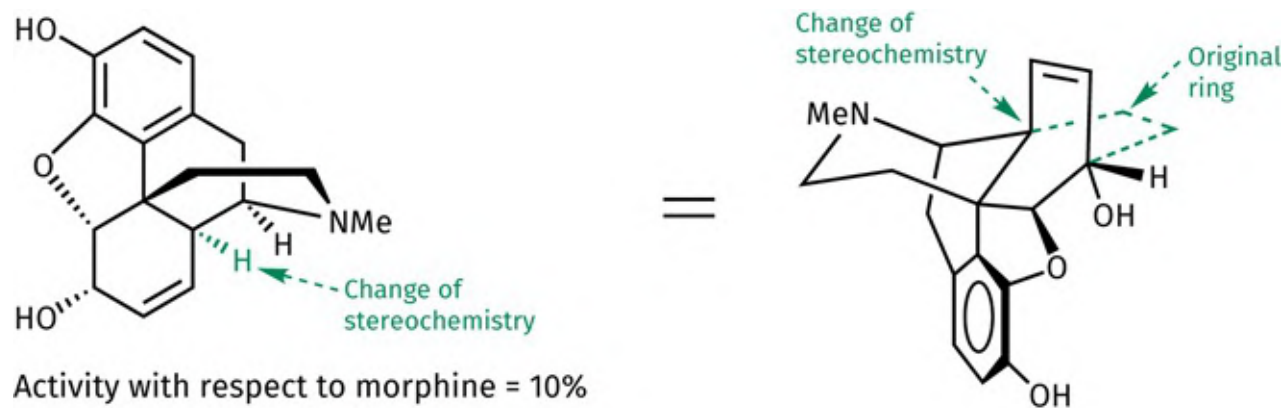 HO
O
NMe
H
H
HO
Change of
stereochemistry
Activity with respect to morphine = 10%
=
Change of
stereochemistry
Original
ring
MeN
H
OH
O
OH